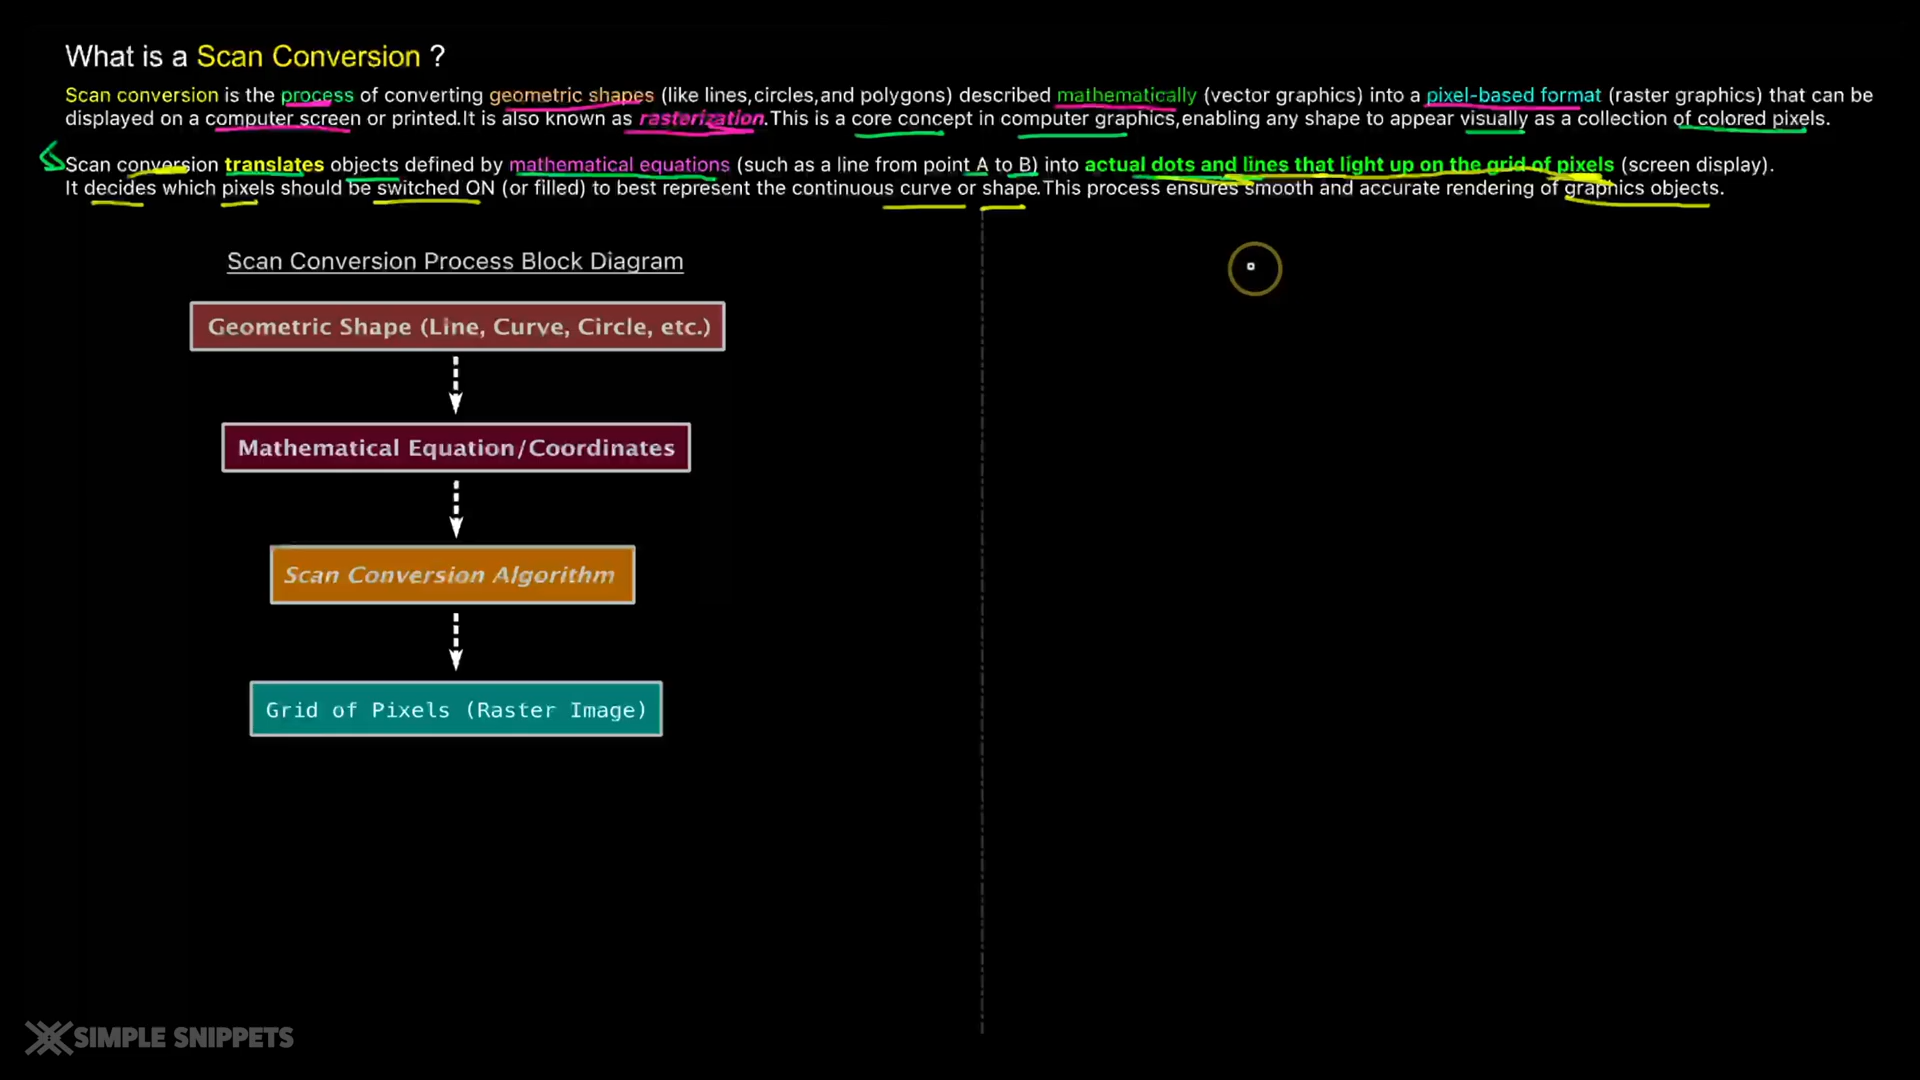 What is a Scan Conversion ?
Scan conversion is the process of converting geometric shapes (like lines,circles,and polygons) described mathematically (vector graphics) into a pixel-based format (raster graphics) that can be
displayed on a computer screen or printed.It is also known as rasterization.This is a core concept in computer graphics,enabling any shape to appear visually as a collection of colored pixels.
Scan conversion translates objects defined by mathematical equations (such as a line from point A to B) into actual dots and lines that light up on the grid of pixels (screen display).
It decides which pixels should be switched ON (or filled) to best represent the continuous curve or shape.This process ensures smooth and accurate rendering of graphics objects.
Scan Conversion Process Block Diagram
Geometric Shape (Line, Curve, Circle, etc.)
Mathematical Equation/Coordinates
Scan Conversion Algorithm
Grid of Pixels (Raster Image)
SIMPLE SNIPPETS